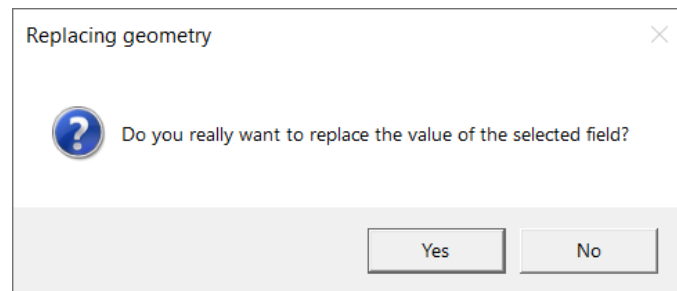 Replacing geometry
Do you really want to replace the value of the selected field?
Yes
No